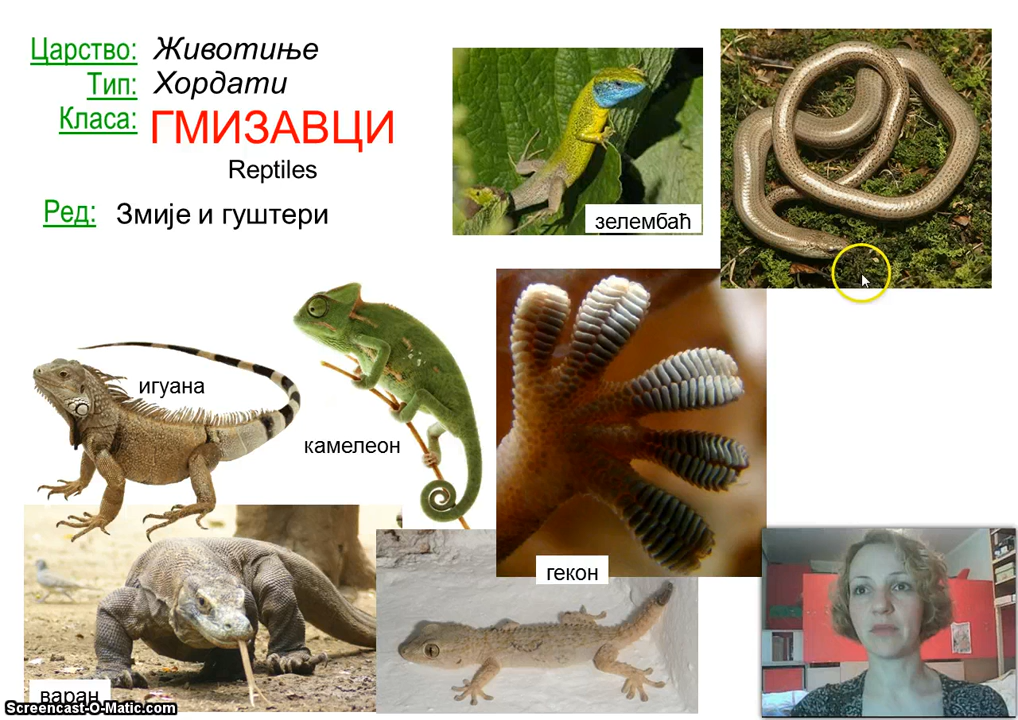 Царство: Животиње
Тип: Хордати
Класа: ГМИЗАВЦИ
Reptiles
Ред: Змије и гуштери
зелембаћ
игуана
камелеон
гекон
варан
Screencast-O-Matic.com